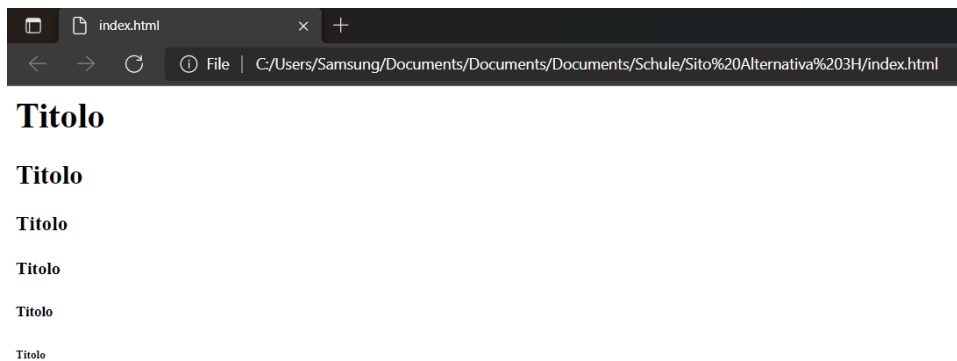 index.html
File | C:/Users/Samsung/Documents/Documents/Documents/Schule/Sito%20Alternativa%203H/index.html
Titolo
Titolo
Titolo
Titolo
Titolo
Titolo